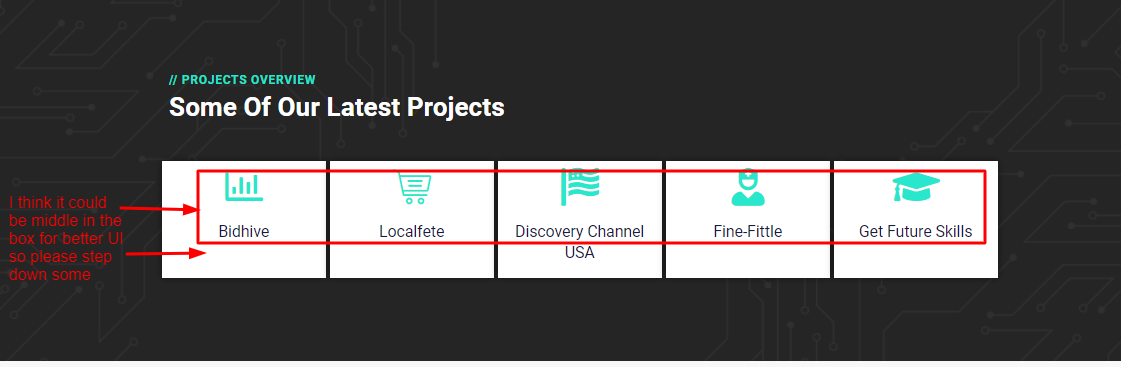 // PROJECTS OVERVIEW
Some Of Our Latest Projects
I think it could
be middle in the
box for better UI
so please step
down some
Bidhive
Localfete
Discovery Channel
USA
Fine-Fittle
Get Future Skills